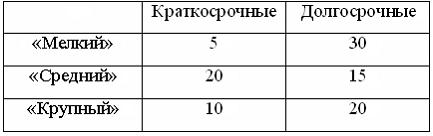 Краткосрочные Долгосрочные
«Мелкий» 5 30
«Средний» 20 15
«Крупный» 10 20